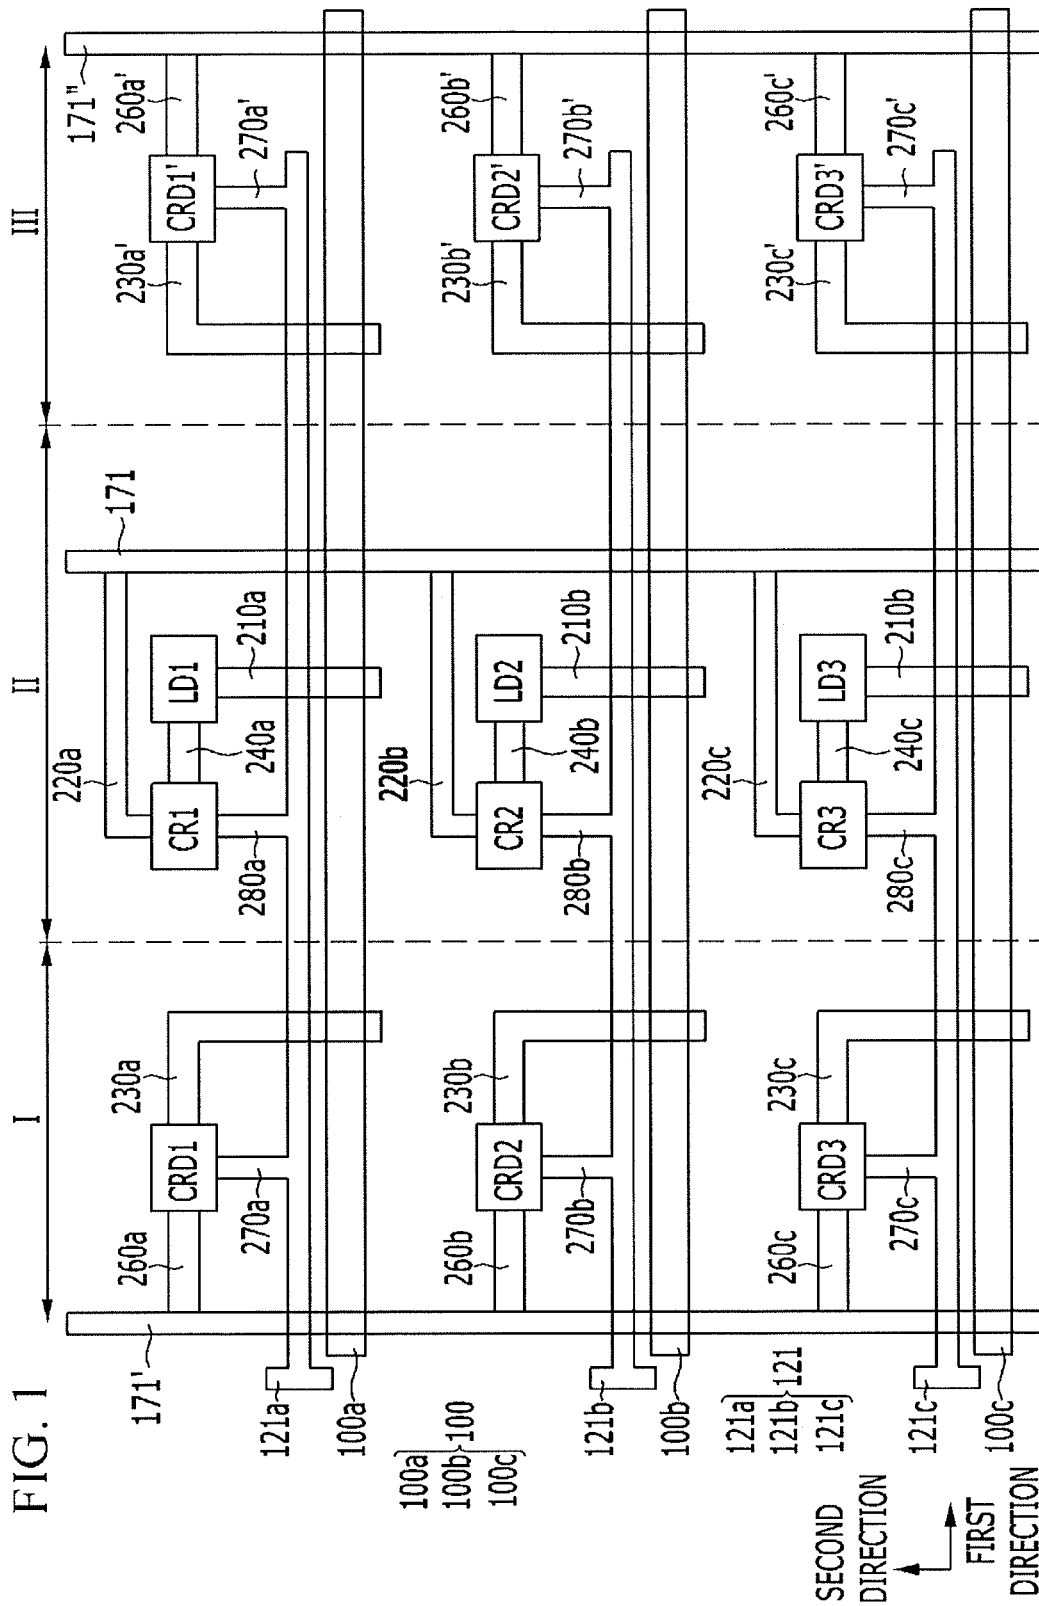 FIG. 1
I
II
III
171'
171
171"
220a
260a
CRD1
230a
CR1
LD1
230a'
CRD1'
260a'
270a
280a
240a
210a
270a'
121a
100a
100a
100b
100c
100
220b
260b
CRD2
230b
CR2
LD2
230b'
CRD2'
260b'
270b
280b
240b
210b
270b'
121b
100b
121a
121b
121c
121
220c
260c
CRD3
230c
CR3
LD3
230c'
CRD3'
260c'
270c
280c
240c
210b
270c'
121c
100c
SECOND
DIRECTION
FIRST
DIRECTION